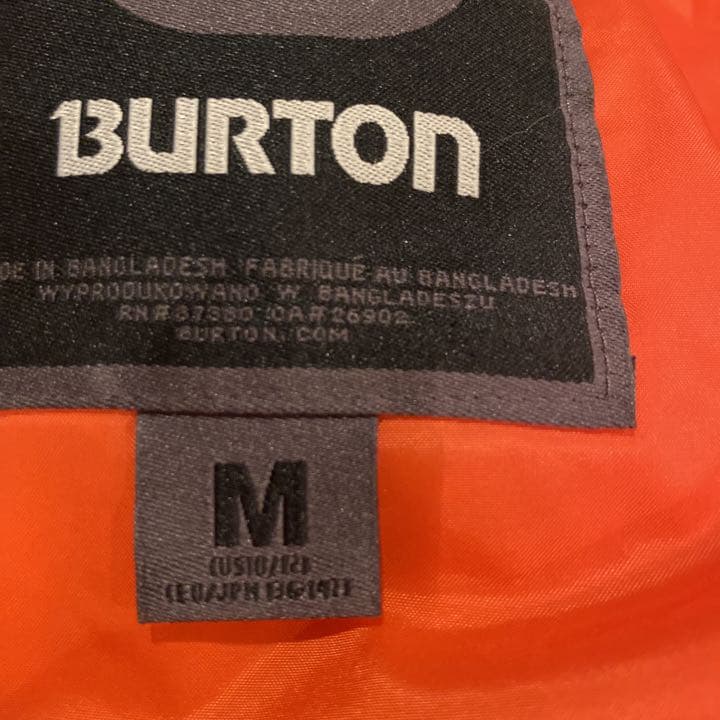 BURTON
DE IN BANGLADESH FABRIQUÉ AU BANGLADESH
WYPRODUKOWANO W BANGLADESZU
RN#87380 CA#26902
BURTON.COM
M
(US10/12)